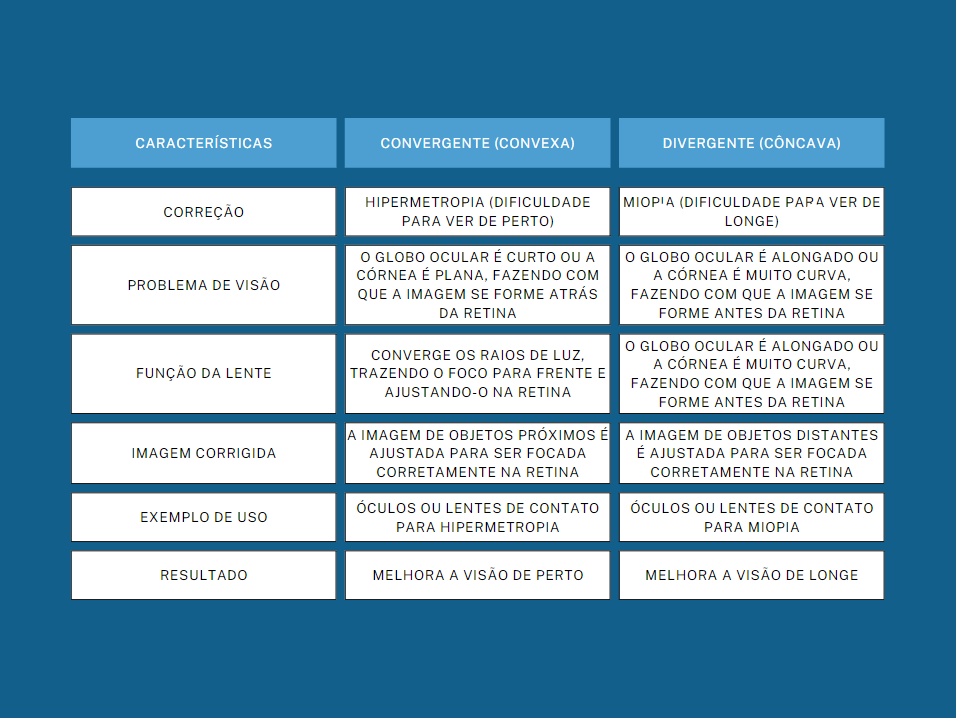 CARACTERÍSTICAS
CONVERGENTE (CONVEXA)
DIVERGENTE (CÔNCAVA)
CORREÇÃO
HIPERMETROPIA (DIFICULDADE
PARA VER DE PERTO)
MIOPIA (DIFICULDADE PARA VER DE
LONGE)
PROBLEMA DE VISÃO
O GLOBO OCULAR É CURTO OU A
CÓRNEA É PLANA, FAZENDO COM
QUE A IMAGEM SE FORME ATRÁS
DA RETINA
O GLOBO OCULAR É ALONGADO OU
A CÓRNEA É MUITO CURVA,
FAZENDO COM QUE A IMAGEM SE
FORME ANTES DA RETINA
FUNÇÃO DA LENTE
CONVERGE OS RAIOS DE LUZ,
TRAZENDO O FOCO PARA FRENTE E
AJUSTANDO-O NA RETINA
O GLOBO OCULAR É ALONGADO OU
A CÓRNEA É MUITO CURVA,
FAZENDO COM QUE A IMAGEM SE
FORME ANTES DA RETINA
IMAGEM CORRIGIDA
A IMAGEM DE OBJETOS PRÓXIMOS É
AJUSTADA PARA SER FOCADA
CORRETAMENTE NA RETINA
A IMAGEM DE OBJETOS DISTANTES
É AJUSTADA PARA SER FOCADA
CORRETAMENTE NA RETINA
EXEMPLO DE USO
ÓCULOS OU LENTES DE CONTATO
PARA HIPERMETROPIA
ÓCULOS OU LENTES DE CONTATO
PARA MIOPIA
RESULTADO
MELHORA A VISÃO DE PERTO
MELHORA A VISÃO DE LONGE